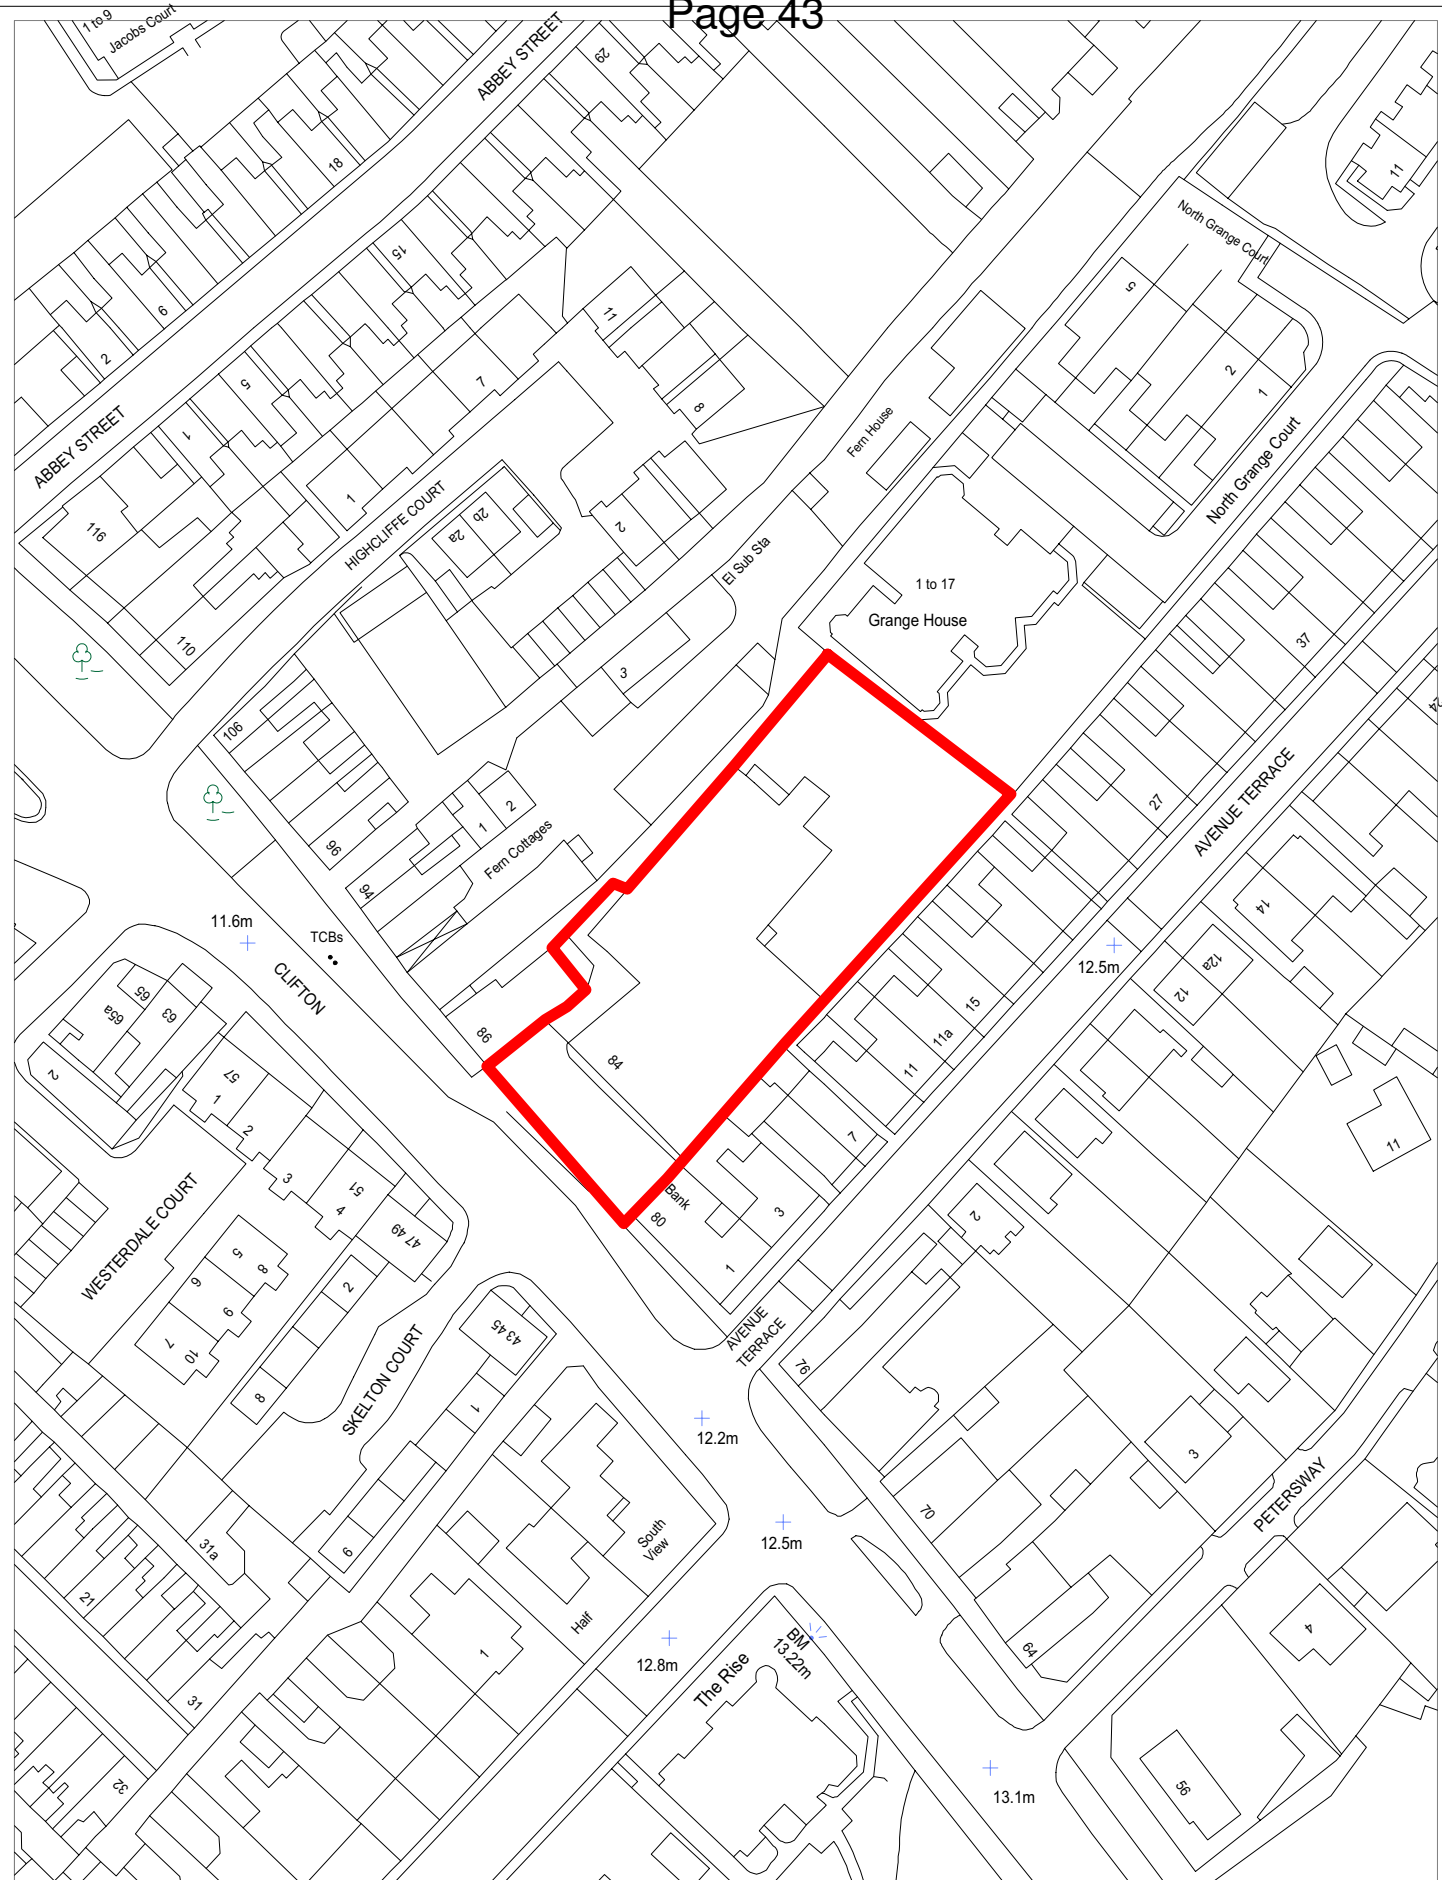 Page 43
1 to 9
Jacobs Court
ABBEY STREET
29
18
15
11
North Grange Court
5
2
1
9
2
5
1
7
11
8
Fern House
ABBEY STREET
116
1
HIGHCLIFFE COURT
2a
2b
2
El Sub Sta
North Grange Court
1 to 17
Grange House
37
110
3
24
106
96
94
1
2
Fern Cottages
27
AVENUE TERRACE
14
11.6m
TCBs
12.5m
12a
12
CLIFTON
65
65a
63
57
2
86
84
15
11a
11
7
11
1
2
3
51
4
47 49
WESTERDALE COURT
Bank
80
3
1
2
5
6
8
9
7
10
2
8
43 45
SKELTON COURT
1
AVENUE
TERRACE
76
12.2m
3
70
PETERSWAY
12.5m
South
View
31a
6
21
Half
1
12.8m
BM
13.22m
The Rise
64
4
31
32
56
13.1m